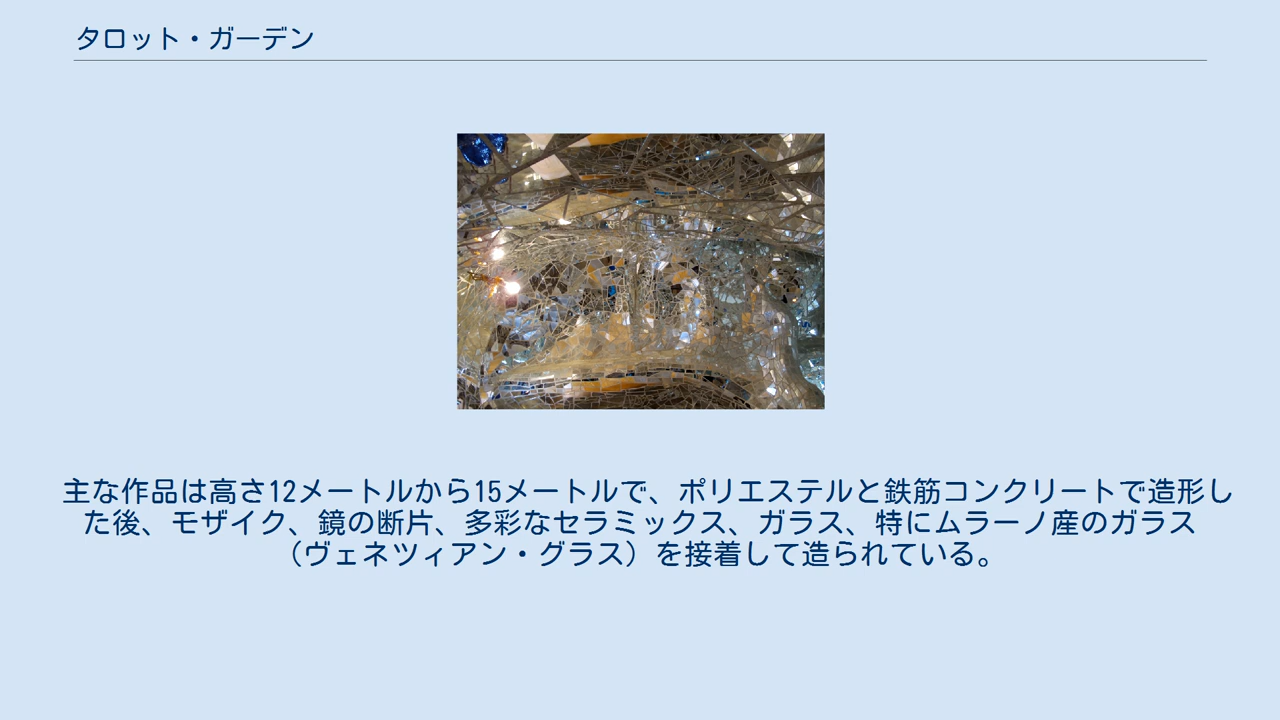 タロット・ガーデン
主な作品は高さ12メートルから15メートルで、ポリエステルと鉄筋コンクリートで造形し
た後、モザイク、鏡の断片、多彩なセラミックス、ガラス、特にムラーノ産のガラス
（ヴェネツィアン・グラス）を接着して造られている。